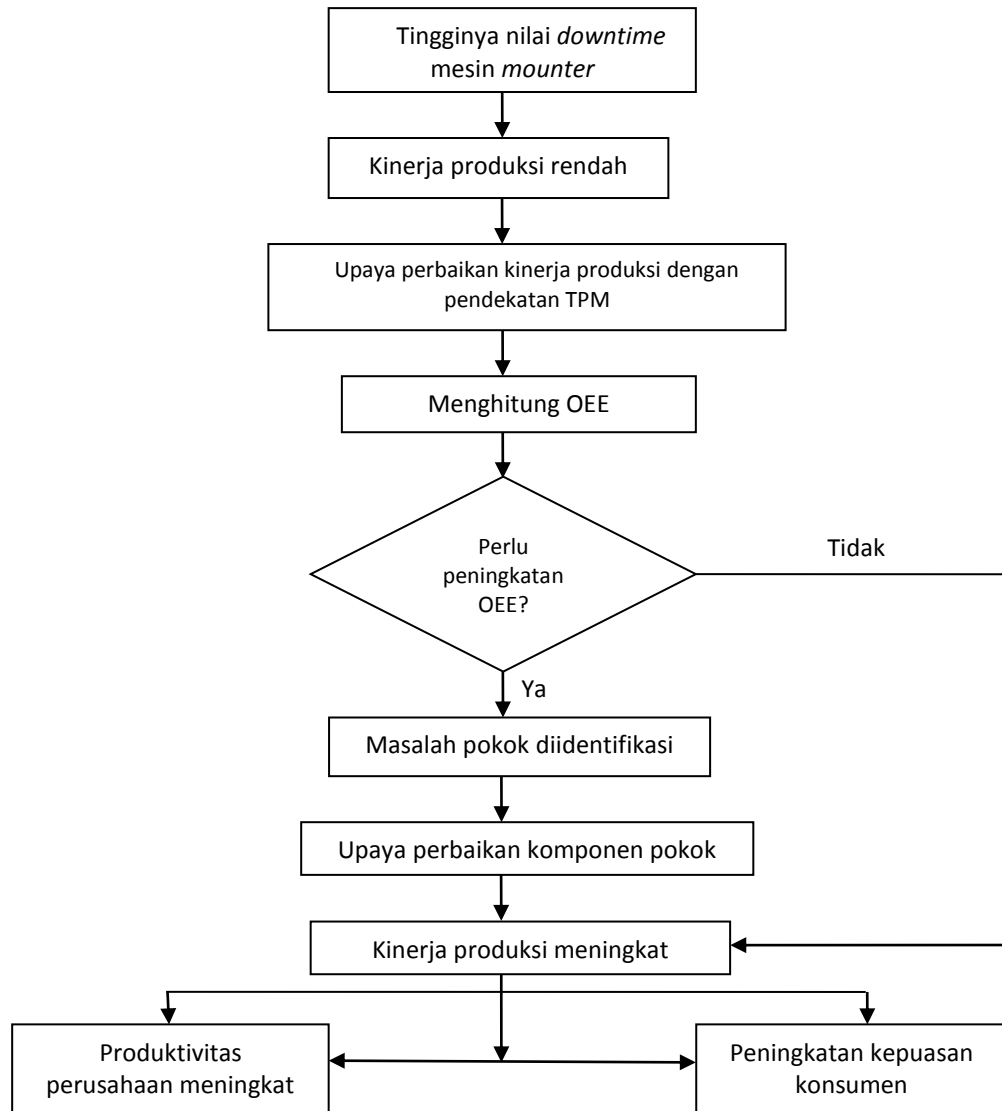 Tingginya nilai downtime
mesin mounter
Kinerja produksi rendah
Upaya perbaikan kinerja produksi dengan
pendekatan TPM
Menghitung OEE
Perlu
peningkatan
OEE?
Tidak
Ya
Masalah pokok diidentifikasi
Upaya perbaikan komponen pokok
Kinerja produksi meningkat
Produktivitas
perusahaan meningkat
Peningkatan kepuasan
konsumen